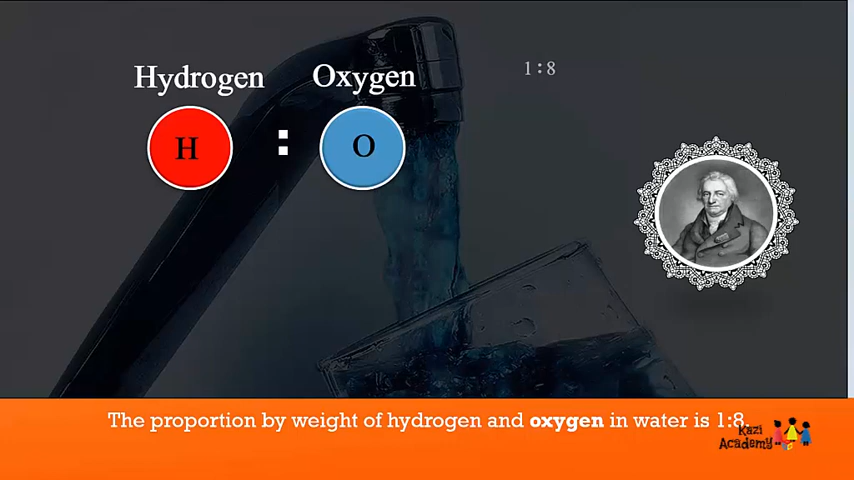 Hydrogen Oxygen
1:8
H : O
The proportion by weight of hydrogen and oxygen in water is 1:8.
Kazi
Academy